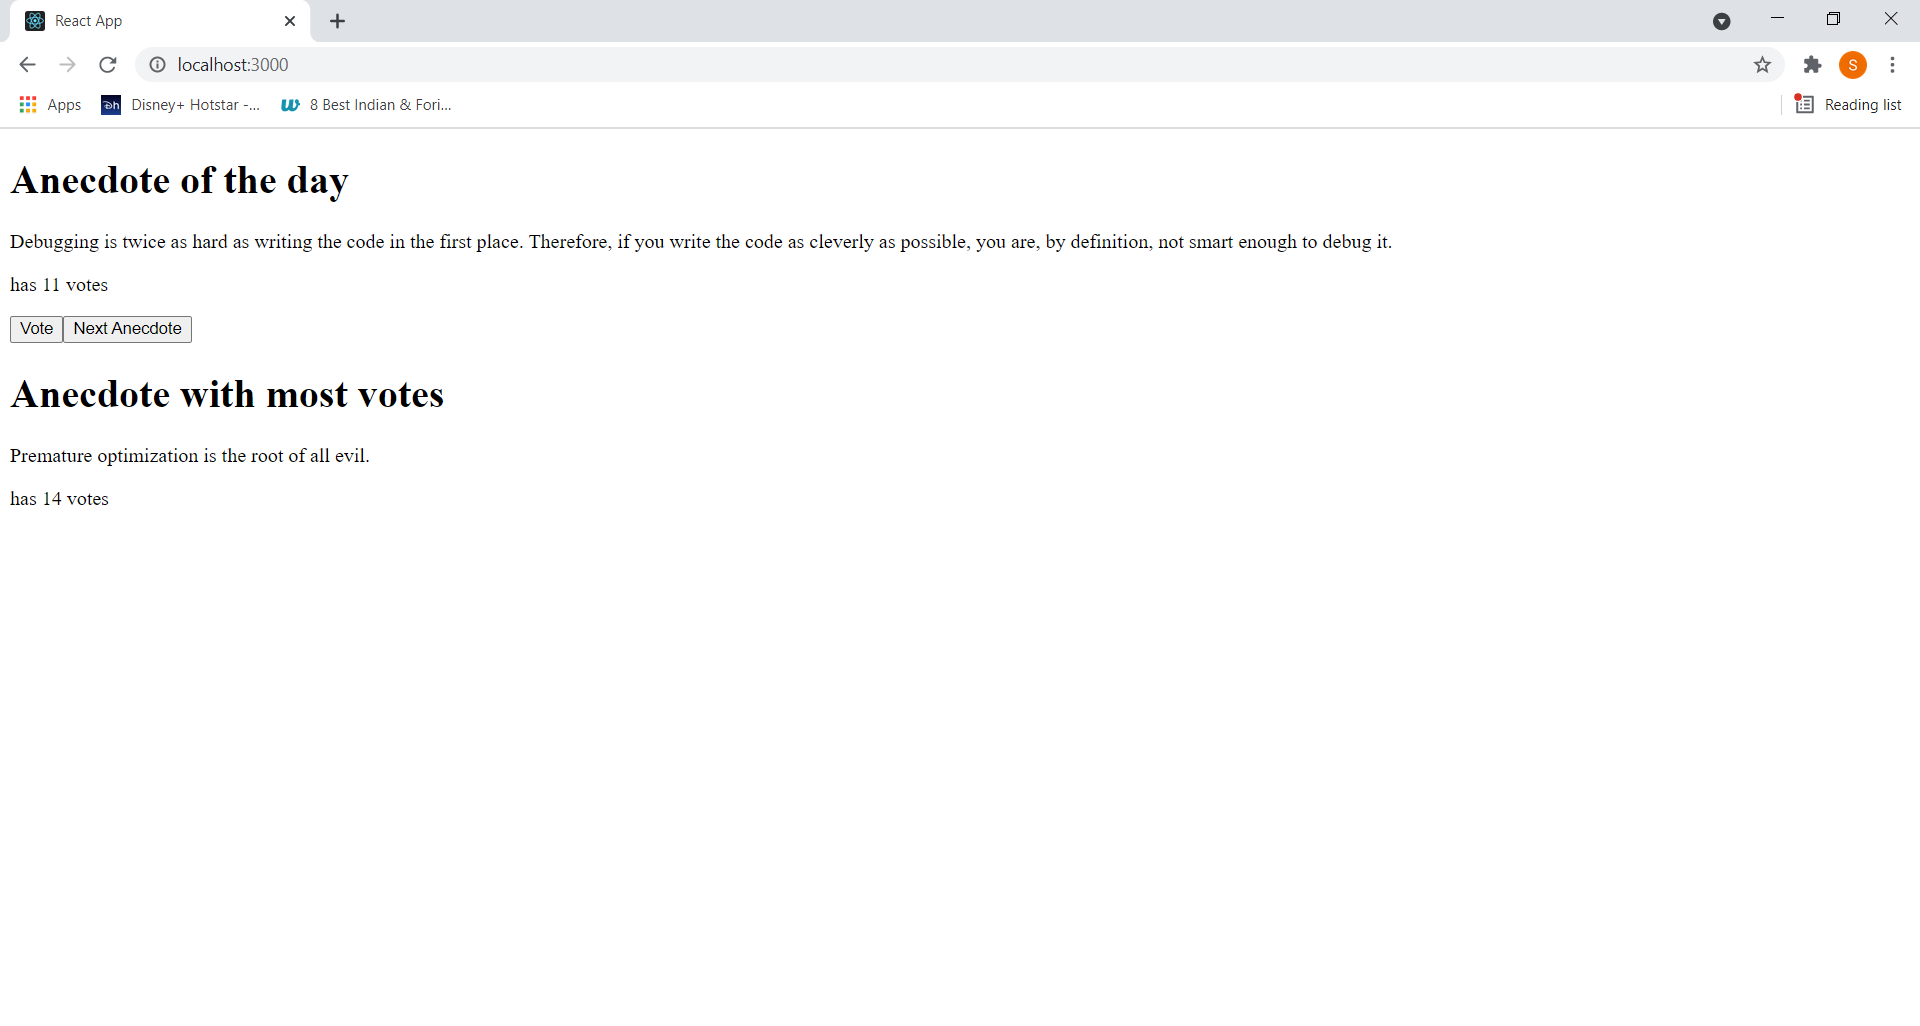 React App
localhost:3000
S
Apps
Dh
Disney+ Hotstar -...
w
8 Best Indian & Fori...
Reading list
Anecdote of the day
Debugging is twice as hard as writing the code in the first place. Therefore, if you write the code as cleverly as possible, you are, by definition, not smart enough to debug it.
has 11 votes
Vote
Next Anecdote
Anecdote with most votes
Premature optimization is the root of all evil.
has 14 votes